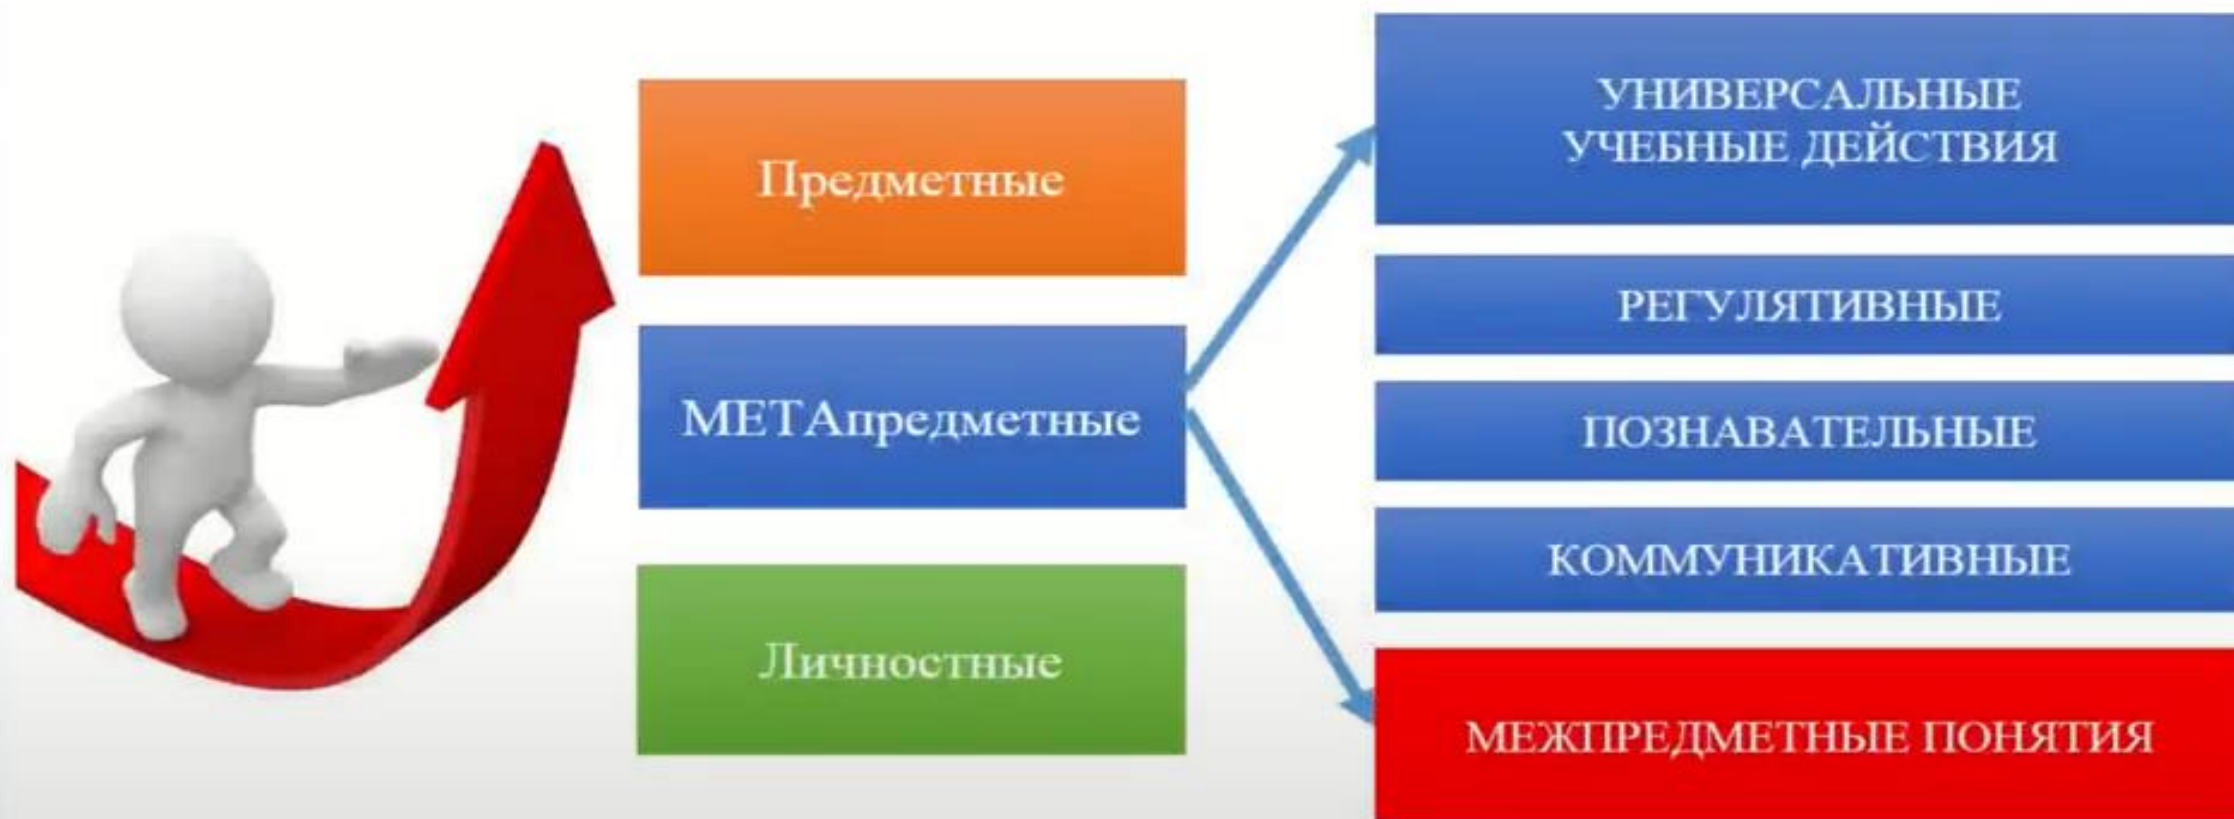 Предметные
МЕТАпредметные
Личностные
УНИВЕРСАЛЬНЫЕ
УЧЕБНЫЕ ДЕЙСТВИЯ
РЕГУЛЯТИВНЫЕ
ПОЗНАВАТЕЛЬНЫЕ
КОММУНИКАТИВНЫЕ
МЕЖПРЕДМЕТНЫЕ ПОНЯТИЯ